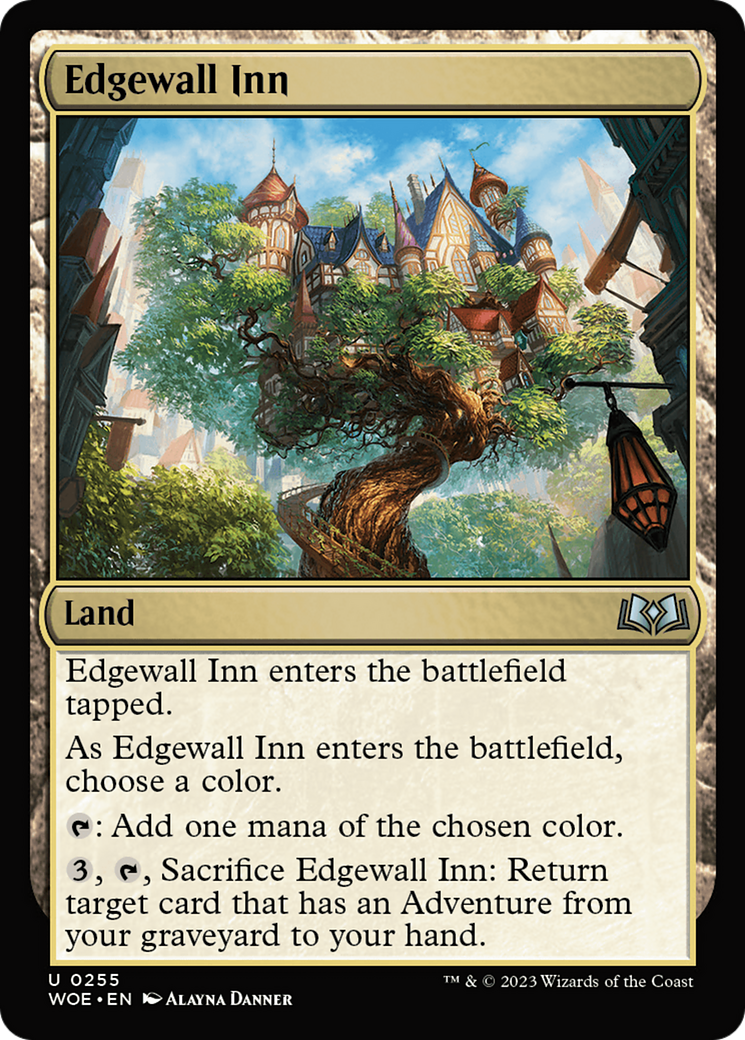 Edgewall Inn
Land
Edgewall Inn enters the battlefield
tapped.
As Edgewall Inn enters the battlefield,
choose a color.
: Add one mana of the chosen color.
3, , Sacrifice Edgewall Inn: Return
target card that has an Adventure from
your graveyard to your hand.
U 0255
WOE • EN Alayna Danner
™ & © 2023 Wizards of the Coast